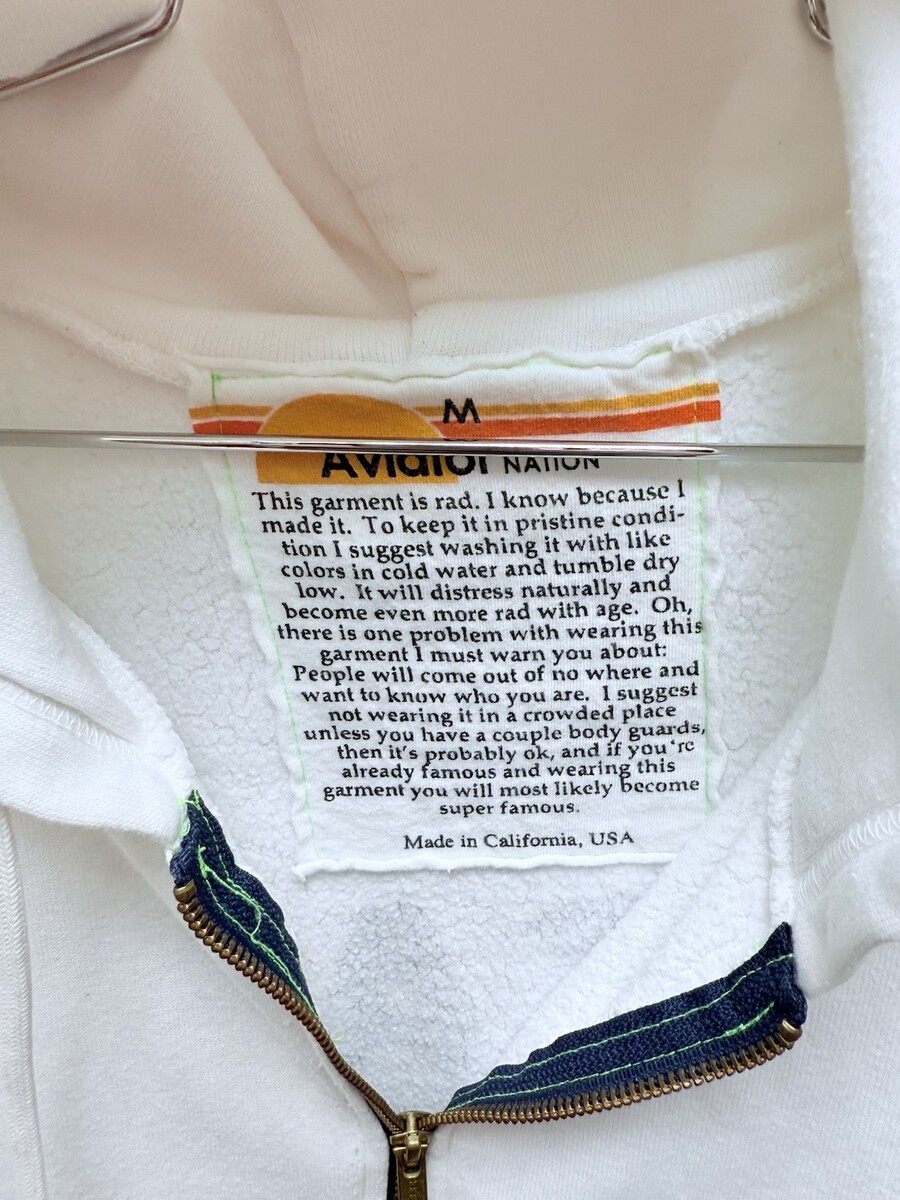 M
Aviator NATION
This garment is rad. I know because I
made it. To keep it in pristine condi-
tion I suggest washing it with like
colors in cold water and tumble dry
low. It will distress naturally and
become even more rad with age. Oh,
there is one problem with wearing this
garment I must warn you about:
People will come out of no where and
want to know who you are. I suggest
not wearing it in a crowded place
unless you have a couple body guards,
then it's probably ok, and if you're
already famous and wearing this
garment you will most likely become
super famous.
Made in California, USA